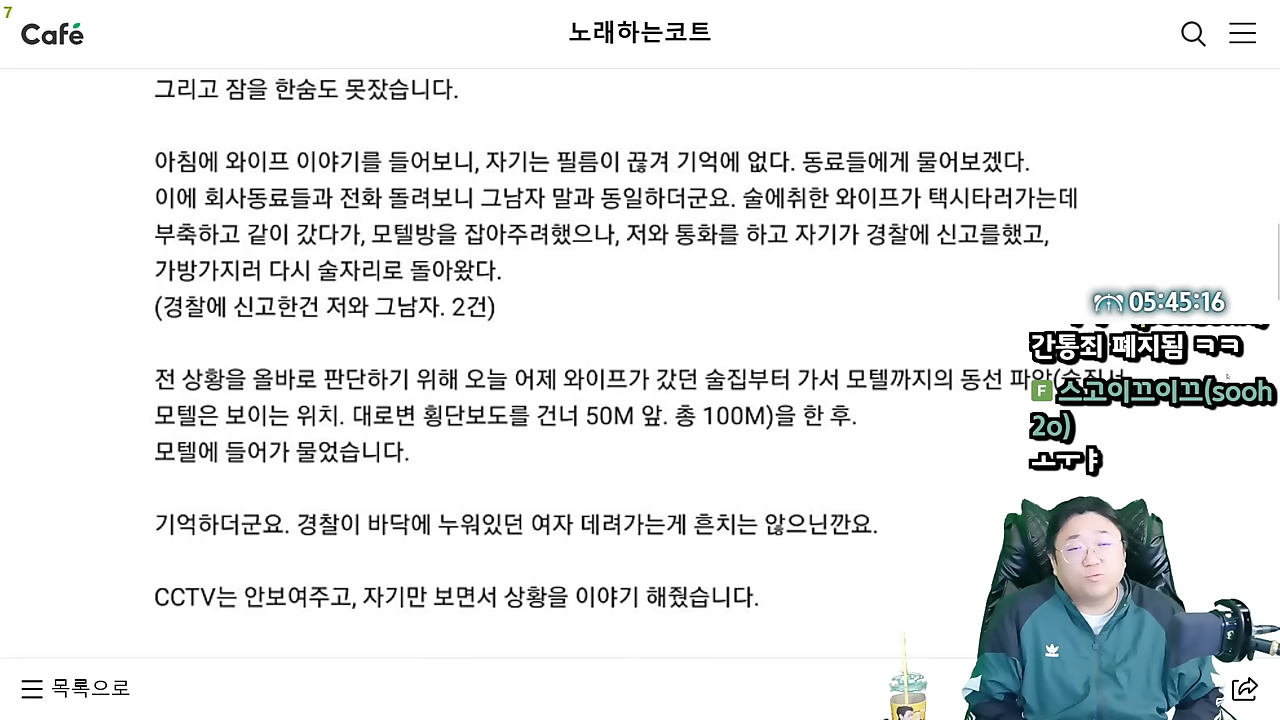 7
Café
노래하는코트
그리고 잠을 한숨도 못잤습니다.
아침에 와이프 이야기를 들어보니, 자기는 필름이 끊겨 기억에 없다. 동료들에게 물어보겠다.
이에 회사동료들과 전화 돌려보니 그남자 말과 동일하더군요. 술에취한 와이프가 택시타러가는데
부축하고 같이 갔다가, 모텔방을 잡아주려했으나, 저와 통화를 하고 자기가 경찰에 신고를했고,
가방가지러 다시 술자리로 돌아왔다.
(경찰에 신고한건 저와 그남자. 2건)
05:45:16
간통죄 폐지됨 ㅋㅋ
전 상황을 올바로 판단하기 위해 오늘 어제 와이프가 갔던 술집부터 가서 모텔까지의 동선
F 스고이끄이끄(sooh
2o)
ㅗㅜㅑ
모텔은 보이는 위치. 대로변 횡단보도를 건너 50M 앞. 총 100M)을 한 후.
모텔에 들어가 물었습니다.
기억하더군요. 경찰이 바닥에 누워있던 여자 데려가는게 흔치는 않으닌깐요.
CCTV는 안보여주고, 자기만 보면서 상황을 이야기 해줬습니다.
목록으로